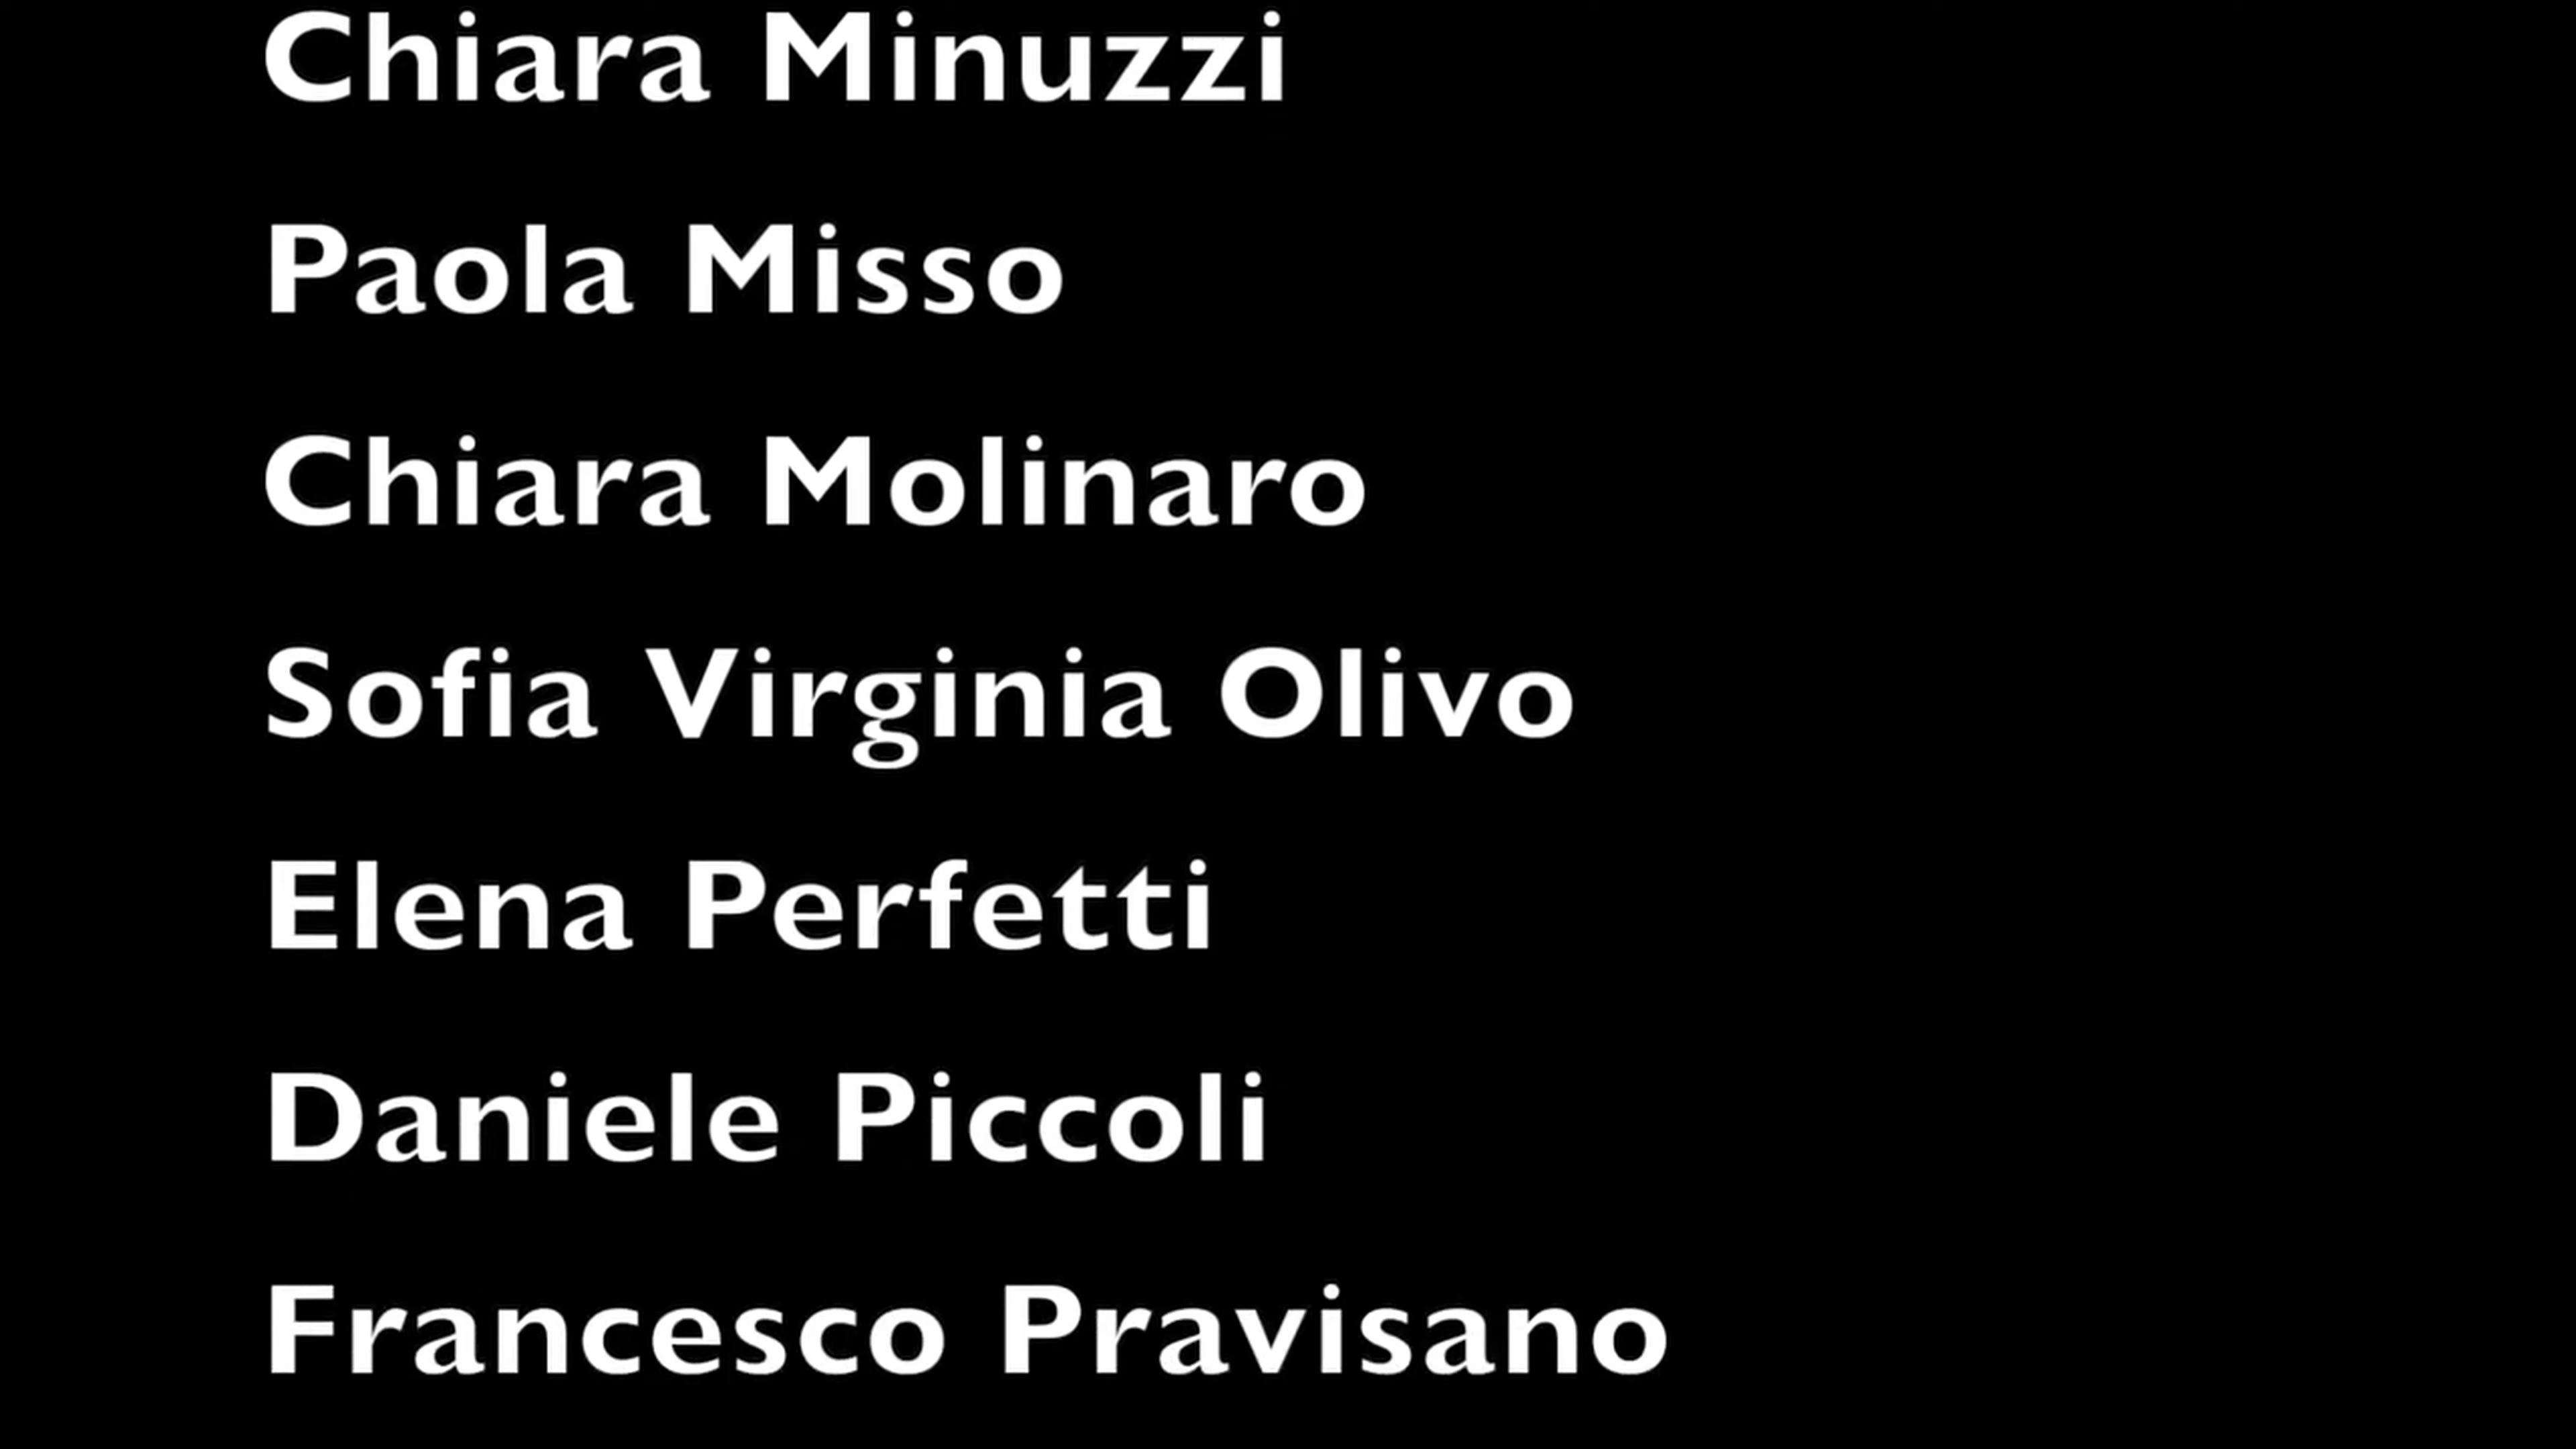 Chiara Minuzzi
Paola Misso
Chiara Molinaro
Sofia Virginia Olivo
Elena Perfetti
Daniele Piccoli
Francesco Pravisano